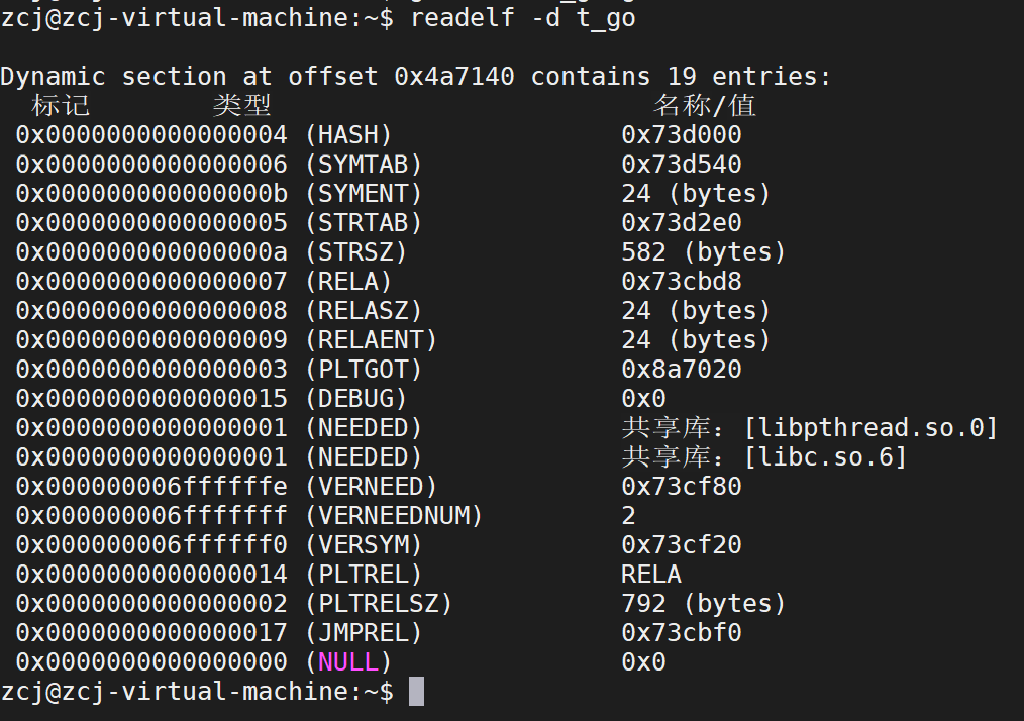 zcj@zcj-virtual-machine:~$ readelf -d t_go
Dynamic section at offset 0x4a7140 contains 19 entries:
标记 类型 名称/值
0x0000000000000004 (HASH) 0x73d000
0x0000000000000006 (SYMTAB) 0x73d540
0x000000000000000b (SYMENT) 24 (bytes)
0x0000000000000005 (STRTAB) 0x73d2e0
0x000000000000000a (STRSZ) 582 (bytes)
0x0000000000000007 (RELA) 0x73cbd8
0x0000000000000008 (RELASZ) 24 (bytes)
0x0000000000000009 (RELAENT) 24 (bytes)
0x0000000000000003 (PLTGOT) 0x8a7020
0x0000000000000015 (DEBUG) 0x0
0x0000000000000001 (NEEDED) 共享库：[libpthread.so.0]
0x0000000000000001 (NEEDED) 共享库：[libc.so.6]
0x000000006ffffffe (VERNEED) 0x73cf80
0x000000006fffffff (VERNEEDNUM) 2
0x000000006ffffff0 (VERSYM) 0x73cf20
0x0000000000000014 (PLTREL) RELA
0x0000000000000002 (PLTRELSZ) 792 (bytes)
0x0000000000000017 (JMPREL) 0x73cbf0
0x0000000000000000 (NULL) 0x0
zcj@zcj-virtual-machine:~$